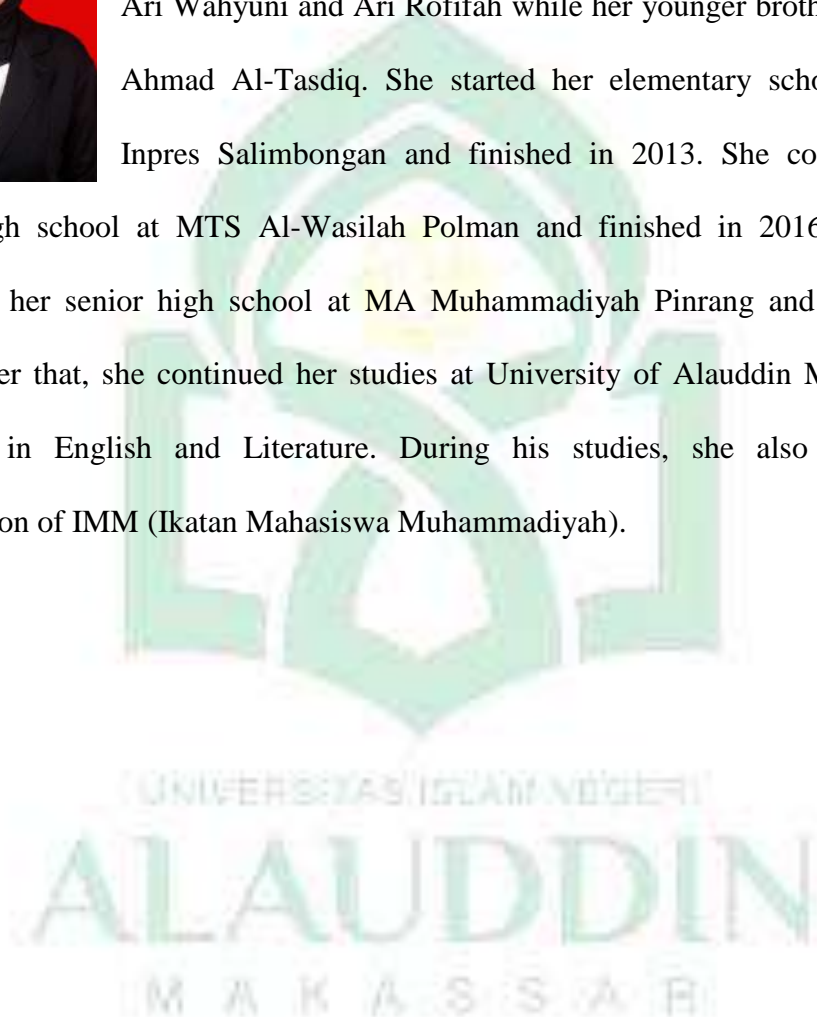 Ari Wahyuni and Ari Rofifah while her younger broth
Ahmad Al-Tasdiq. She started her elementary scho
Inpres Salimbongan and finished in 2013. She co
gh school at MTS Al-Wasilah Polman and finished in 2016
her senior high school at MA Muhammadiyah Pinrang and
er that, she continued her studies at University of Alauddin M
in English and Literature. During his studies, she also
on of IMM (Ikatan Mahasiswa Muhammadiyah).
UNIVERSITAS ISLAM NEGERI
ALAUDDIN
MAKASSAR